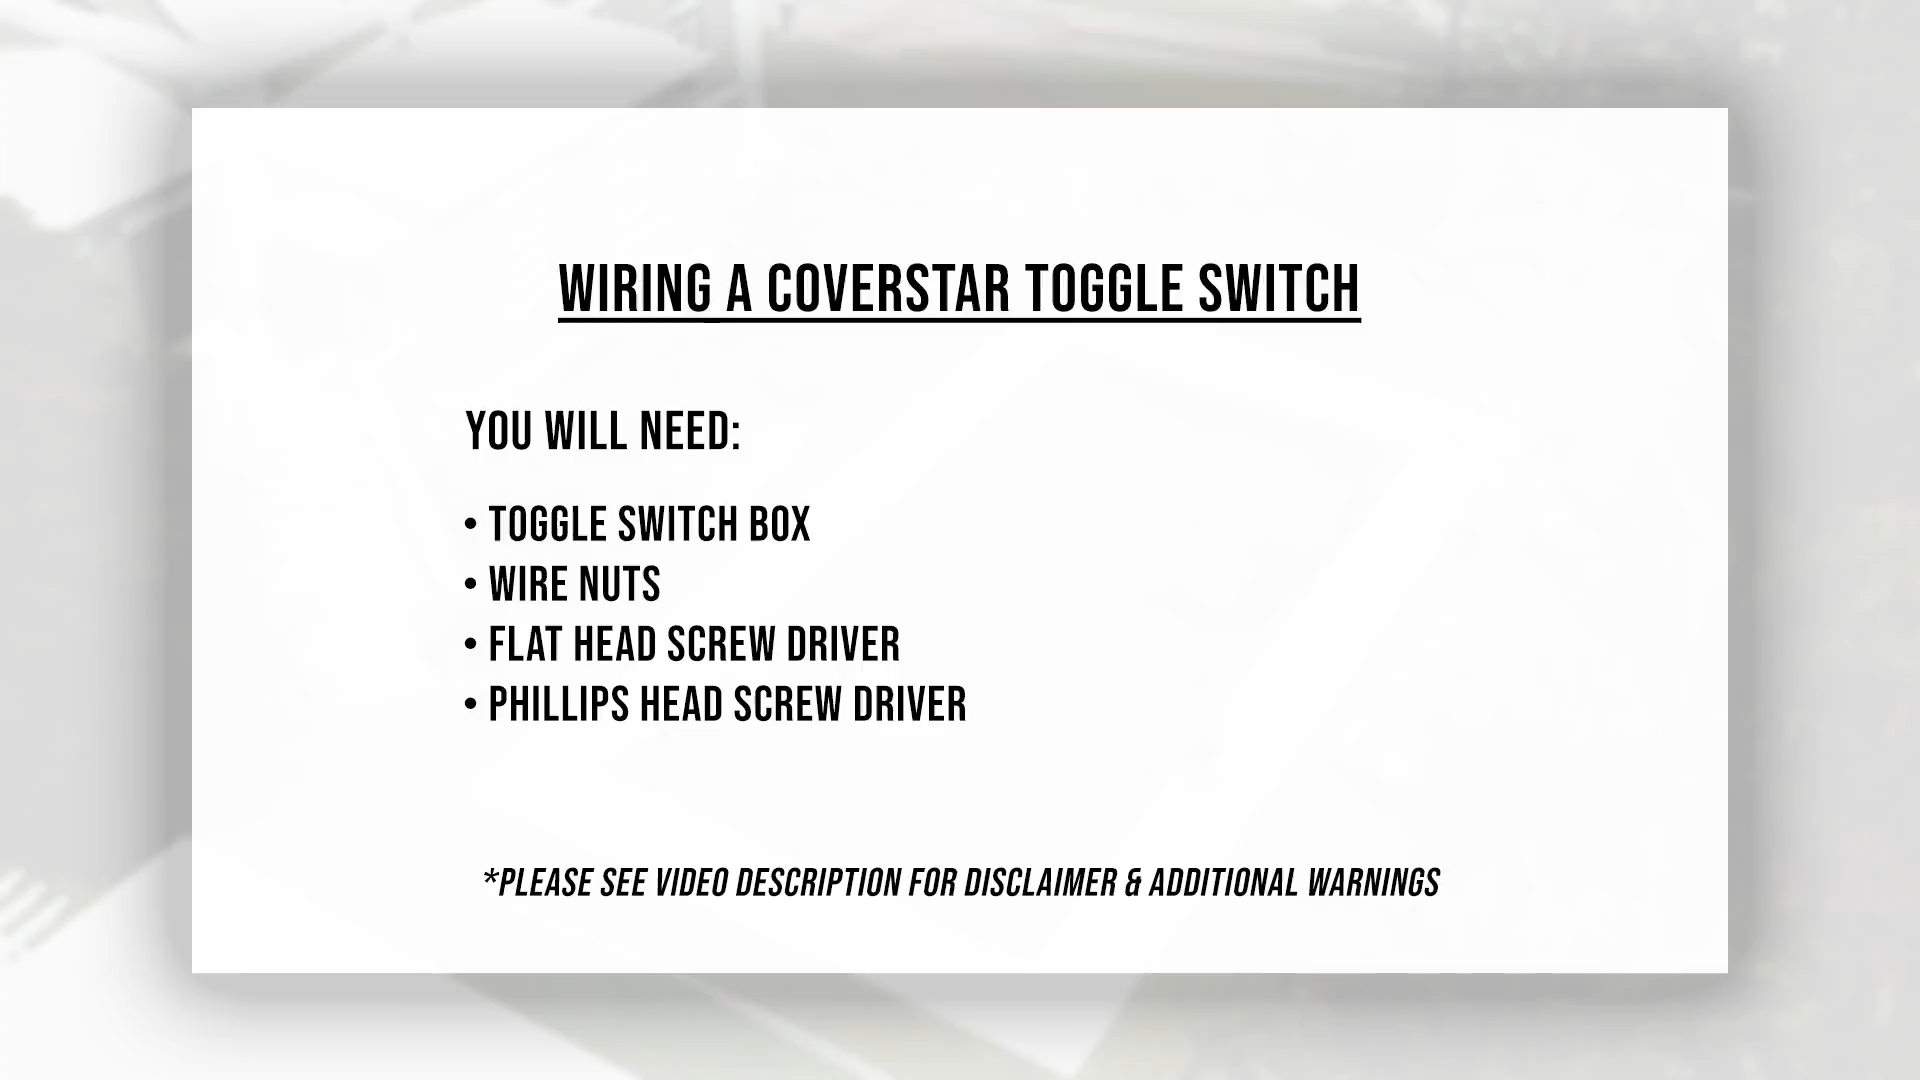 WIRING A COVERSTAR TOGGLE SWITCH
YOU WILL NEED:
• TOGGLE SWITCH BOX
• WIRE NUTS
• FLAT HEAD SCREW DRIVER
• PHILLIPS HEAD SCREW DRIVER
*PLEASE SEE VIDEO DESCRIPTION FOR DISCLAIMER & ADDITIONAL WARNINGS